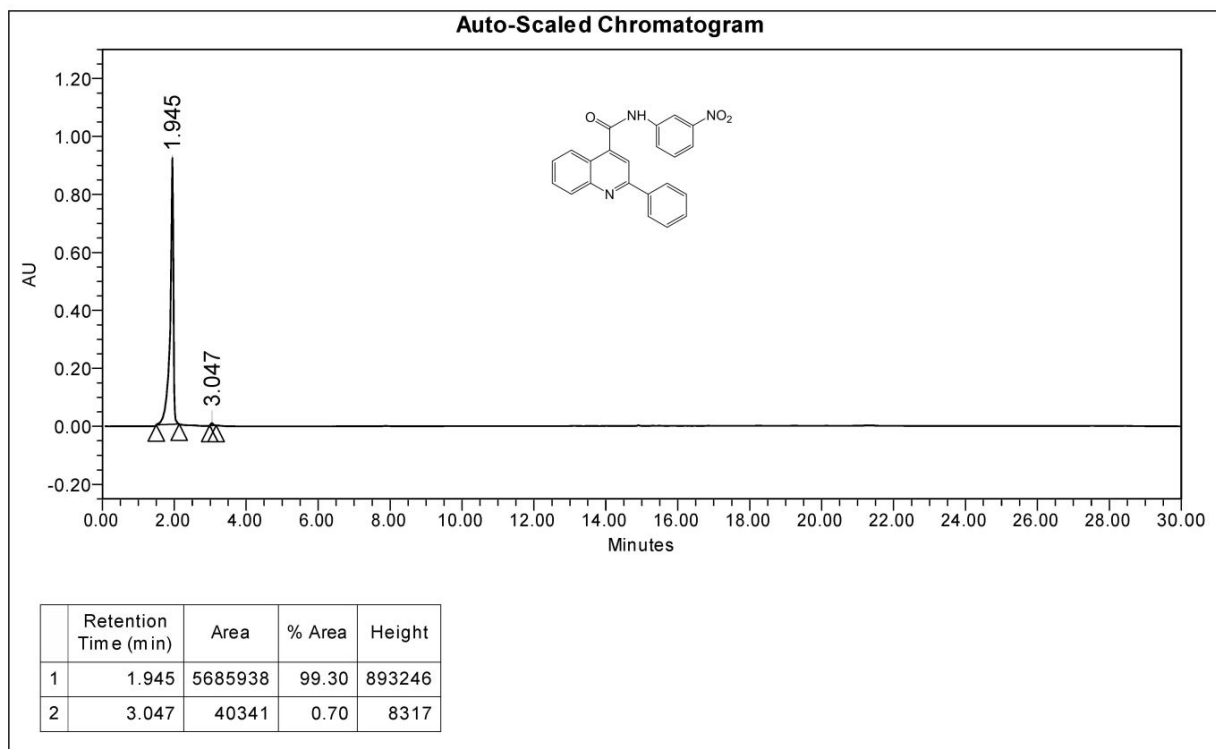 Auto-Scaled Chromatogram
1.20
1.00
0.80
0.60
0.40
0.20
0.00
-0.20
AU
1.945
3.047
O
NH
NO2
N
0.00 2.00 4.00 6.00 8.00 10.00 12.00 14.00 16.00 18.00 20.00 22.00 24.00 26.00 28.00 30.00
Minutes
Retention Time (min) Area % Area Height
1 1.945 5685938 99.30 893246
2 3.047 40341 0.70 8317